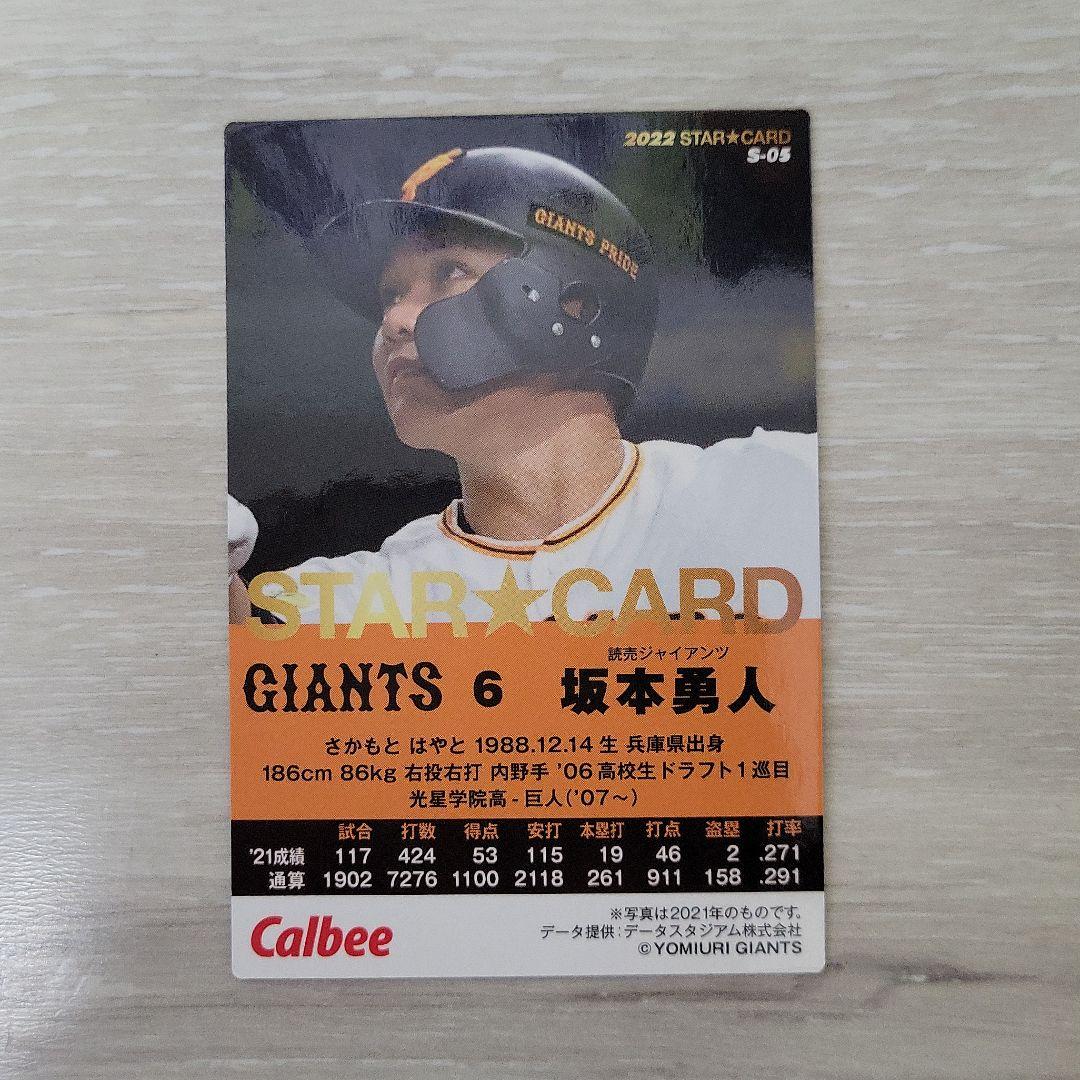 2022 STAR★CARD
S-05
GIANTS PRIDE
STAR★CARD
読売ジャイアンツ
GIANTS 6 坂本勇人
さかもと はやと 1988.12.14生 兵庫県出身
186cm 86kg 右投右打 内野手 '06高校生ドラフト1巡目
光星学院高-巨人('07〜)
試合 打数 得点 安打 本塁打 打点 盗塁 打率
'21成績 117 424 53 115 19 46 2 .271
通算 1902 7276 1100 2118 261 911 158 .291
※写真は2021年のものです。
Calbee データ提供:データスタジアム株式会社
©YOMIURI GIANTS